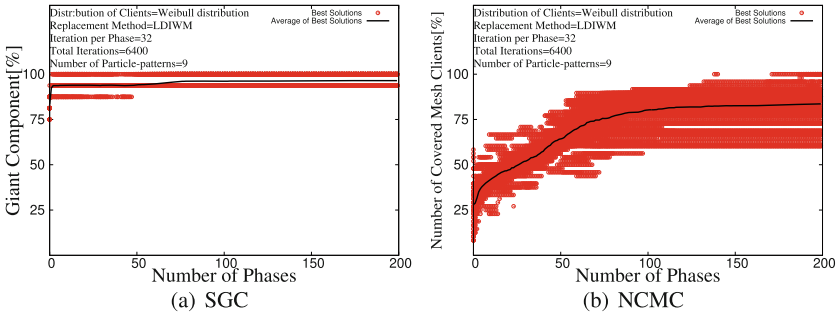 Distr:bution of Clients=Weibull distribution
Replacement Method=LDIWM
Iteration per Phase=32
Total Iterations=6400
Number of Particle-patterns=9
Best Solutions
Average of Best Solutions
100
75
50
25
Giant Component[%]
0 50 100 150 200
Number of Phases
(a) SGC
Distribution of Clients=Weibull distribution
Replacement Method=LDIWM
Iteration per Phase=32
Total Iterations=6400
Number of Particle-patterns=9
Best Solutions
Average of Best Solutions
100
75
50
25
Number of Covered Mesh Clients[%]
0 50 100 150 200
Number of Phases
(b) NCMC